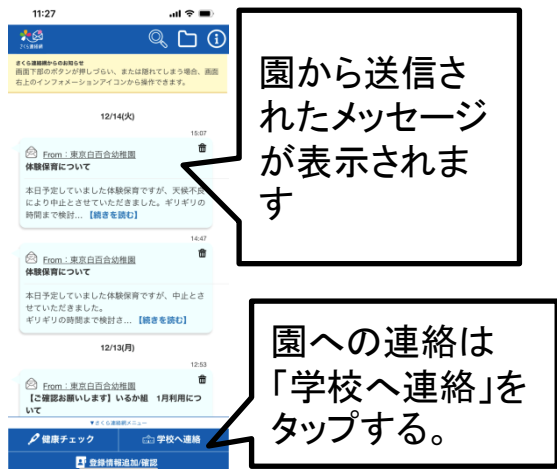 11:27
さくら連絡網
さくら連絡網からのお知らせ
画面下部のボタンが押しづらい、または隠れてしまう場合、画面
右上のインフォメーションアイコンから操作できます。
12/14(火)
15:07
From：東京白百合幼稚園
体験保育について
本日予定していました体験保育ですが、天候不良
により中止とさせていただきました。ギリギリの
時間まで検討… 【続きを読む】
14:47
From：東京白百合幼稚園
体験保育について
本日予定していました体験保育ですが、中止とさ
せていただきました。
ギリギリの時間まで検討さ… 【続きを読む】
12/13(月)
12:53
From：東京白百合幼稚園
【ご確認お願いします】いるか組　1月利用につ
いて
▼さくら連絡網メニュー
健康チェック
学校へ連絡
登録情報追加/確認
園から送信さ
れたメッセージ
が表示されま
す
園への連絡は
「学校へ連絡」を
タップする。